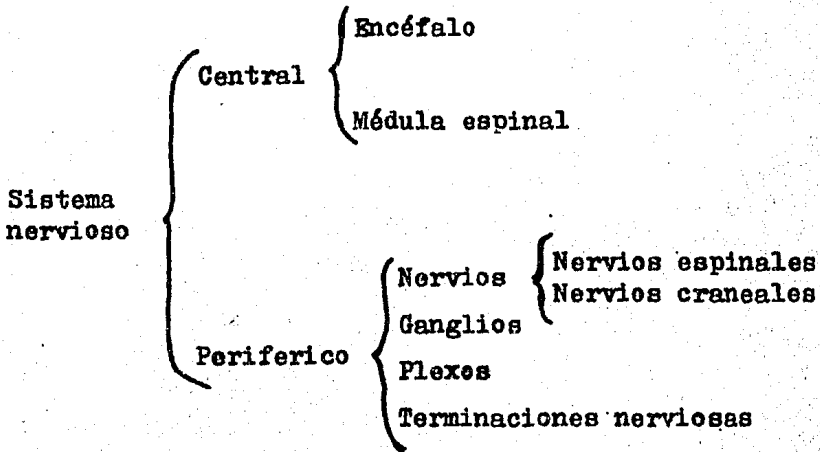 Encéfalo
Central
Médula espinal
Sistema
nervioso
Nervios
Nervios espinales
Nervios craneales
Ganglios
Periferico
Plexos
Terminaciones nerviosas